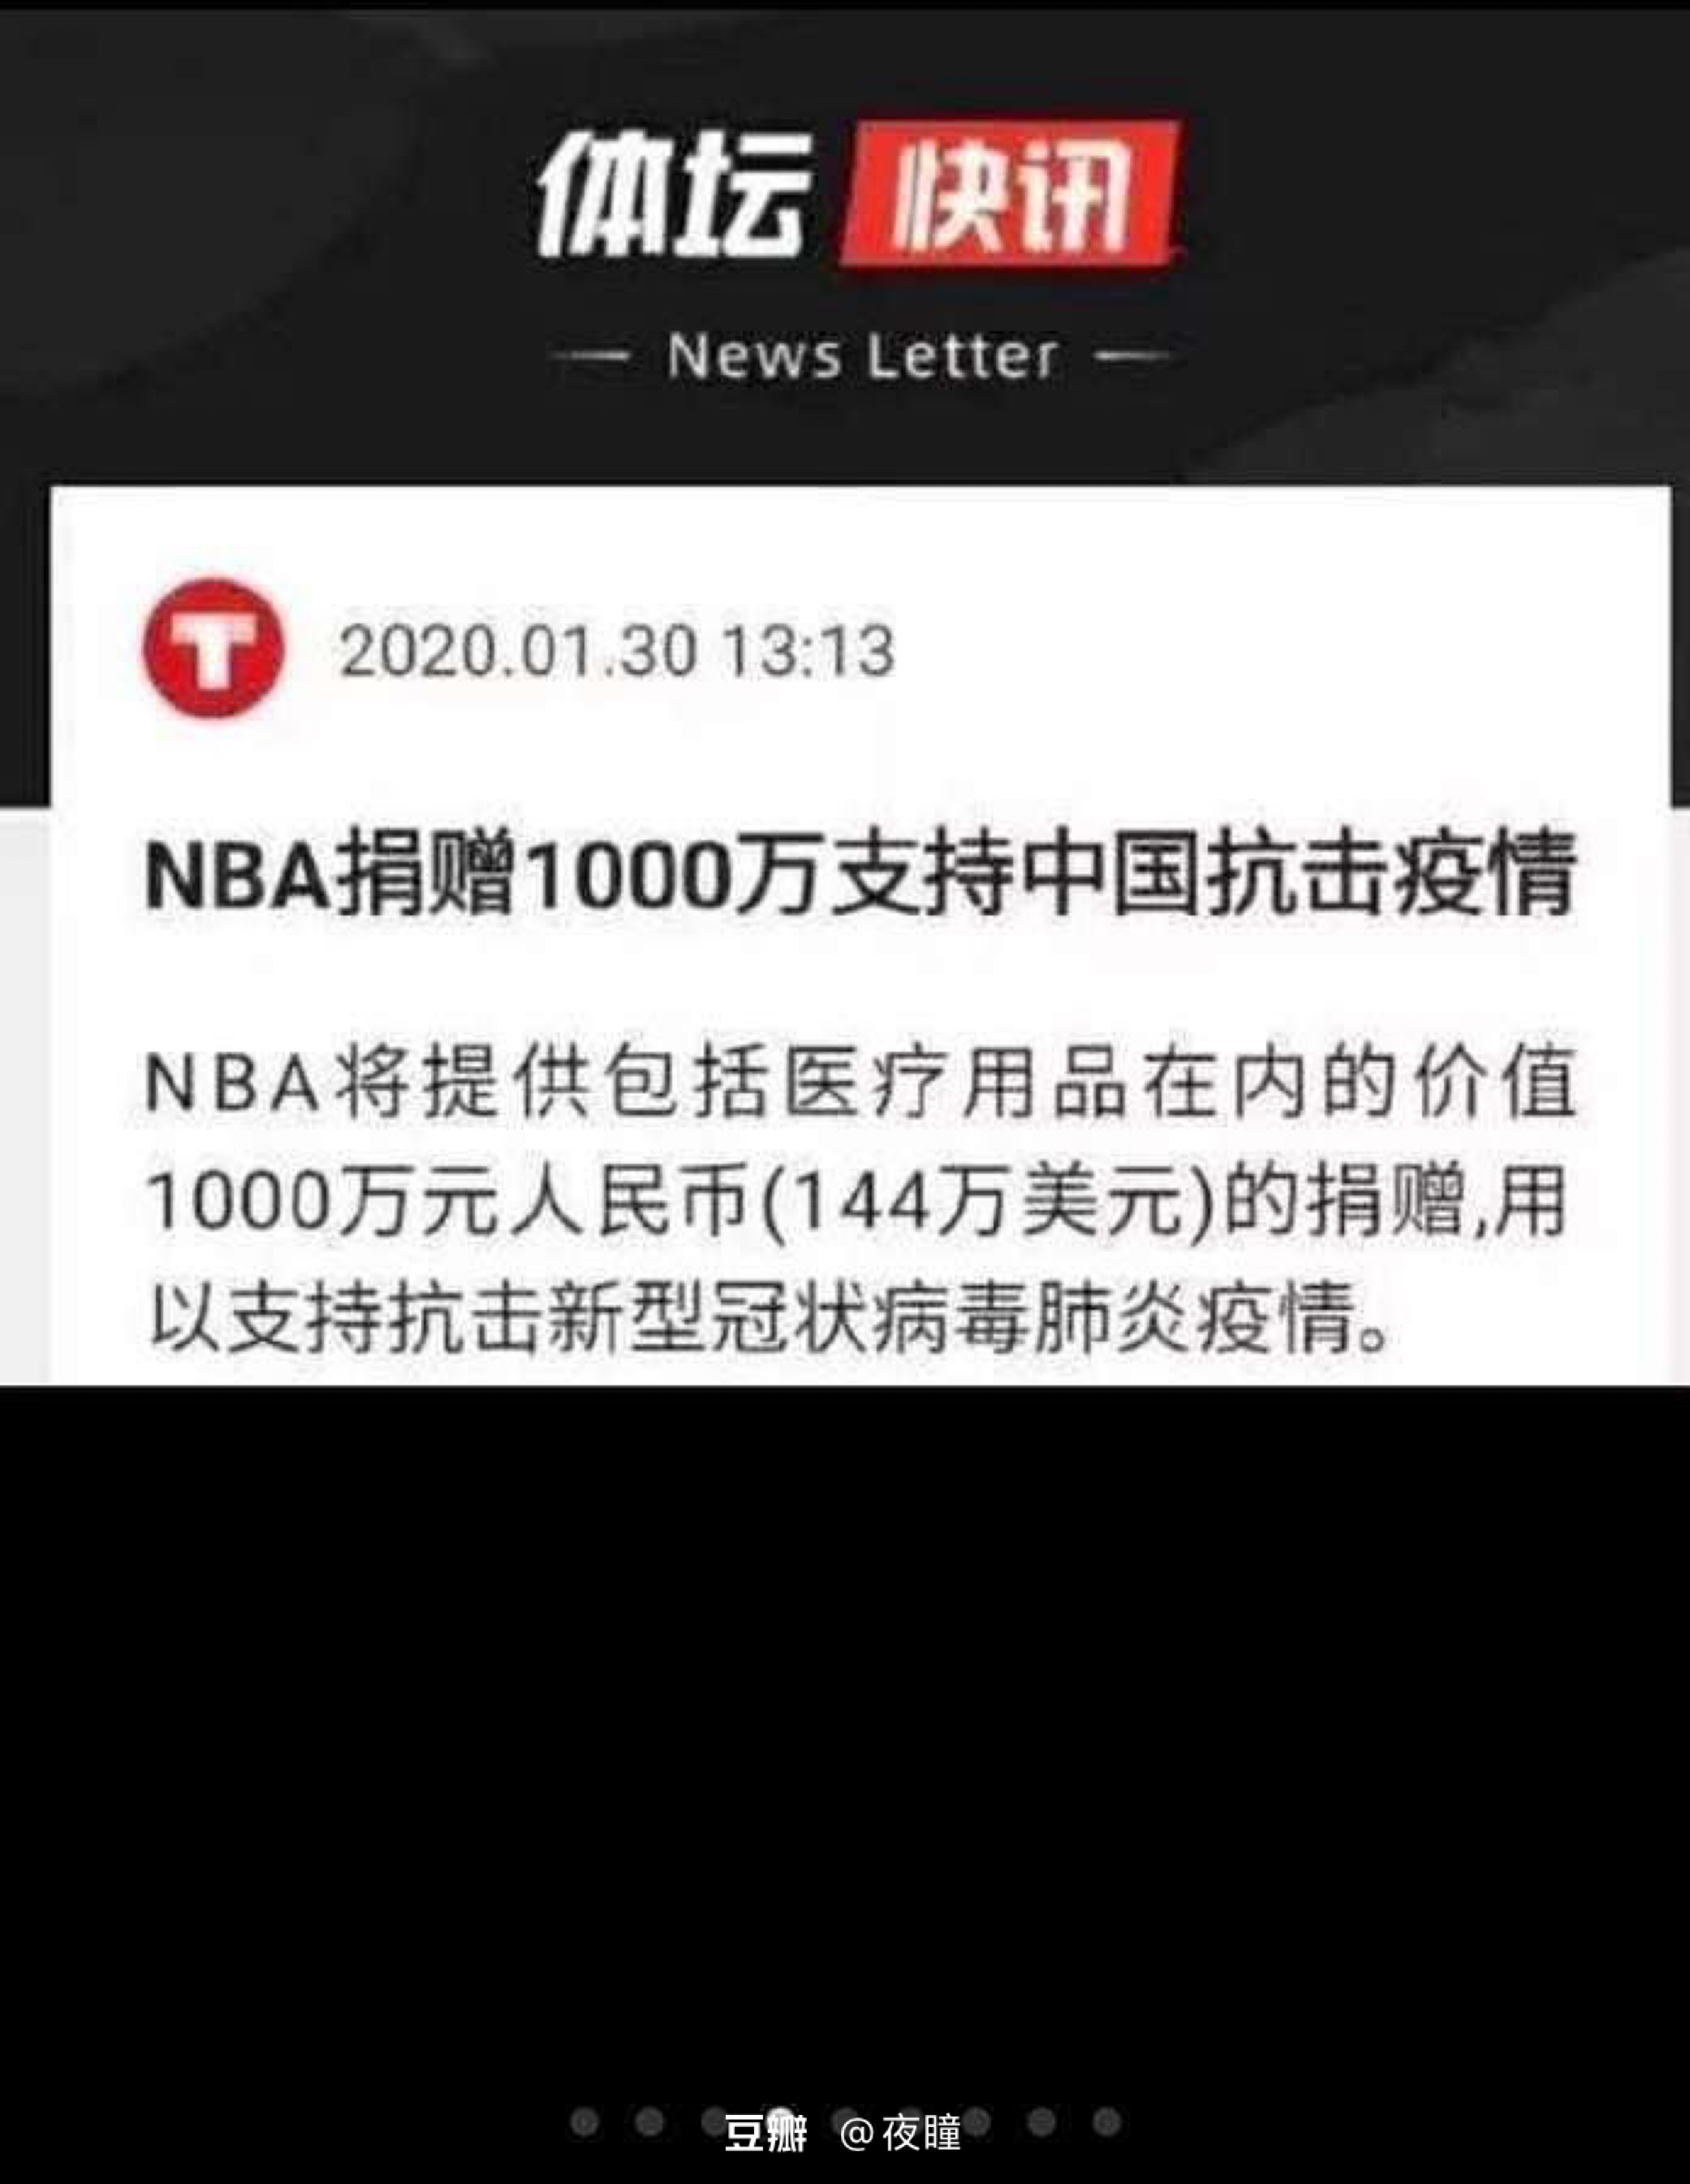 体坛 快讯
News Letter
T 2020.01.30 13:13
NBA捐赠1000万支持中国抗击疫情
NBA将提供包括医疗用品在内的价值
1000万元人民币(144万美元)的捐赠,用
以支持抗击新型冠状病毒肺炎疫情。
豆瓣 @夜瞳